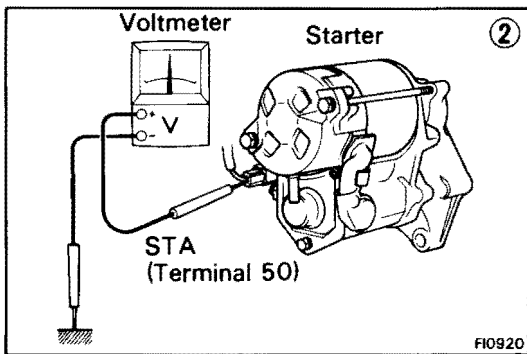 Voltmeter
Starter
②
+
−
V
STA
(Terminal 50)
FI0920